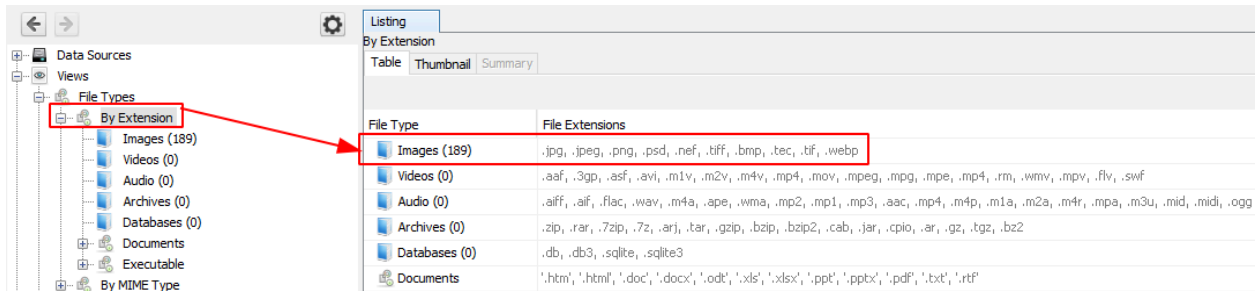 Data Sources
Views
File Types
By Extension
Images (189)
Videos (0)
Audio (0)
Archives (0)
Databases (0)
Documents
Executable
By MIME Type
Listing
By Extension
Table Thumbnail Summary
File Type File Extensions
Images (189) .jpg, .jpeg, .png, .psd, .nef, .tiff, .bmp, .tec, .tif, .webp
Videos (0) .aaf, .3gp, .asf, .avi, .m1v, .m2v, .m4v, .mp4, .mov, .mpeg, .mpg, .mpe, .mp4, .rm, .wmv, .mpv, .flv, .swf
Audio (0) .aiff, .aif, .flac, .wav, .m4a, .ape, .wma, .mp2, .mp1, .mp3, .aac, .mp4, .m4p, .m1a, .m2a, .m4r, .mpa, .m3u, .mid, .midi, .ogg
Archives (0) .zip, .rar, .7zip, .7z, .arj, .tar, .gzip, .bzip, .bzip2, .cab, .jar, .cpio, .ar, .gz, .tgz, .bz2
Databases (0) .db, .db3, .sqlite, .sqlite3
Documents '.htm', '.html', '.doc', '.docx', '.odt', '.xls', '.xlsx', '.ppt', '.pptx', '.pdf', '.txt', '.rtf'